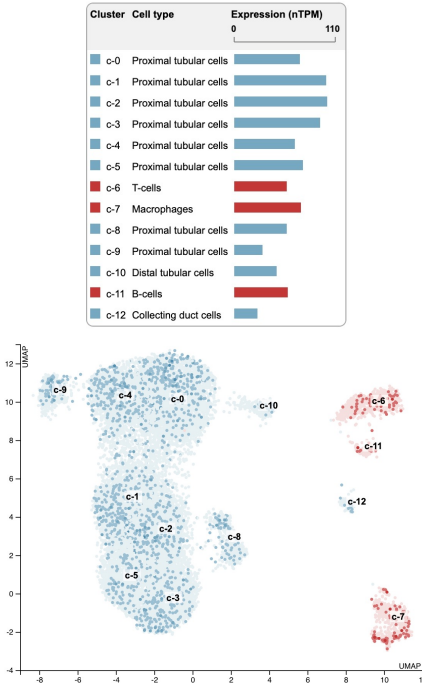 Cluster Cell type Expression (nTPM)
0 110
c-0 Proximal tubular cells
c-1 Proximal tubular cells
c-2 Proximal tubular cells
c-3 Proximal tubular cells
c-4 Proximal tubular cells
c-5 Proximal tubular cells
c-6 T-cells
c-7 Macrophages
c-8 Proximal tubular cells
c-9 Proximal tubular cells
c-10 Distal tubular cells
c-11 B-cells
c-12 Collecting duct cells
UMAP
12
c-9
c-4
c-0
10
c-10
c-6
8
c-11
6
c-1
c-12
4
c-2
c-8
2
c-5
c-3
0
c-7
-2
-4
UMAP
-8 -6 -4 -2 0 2 4 6 8 10 1